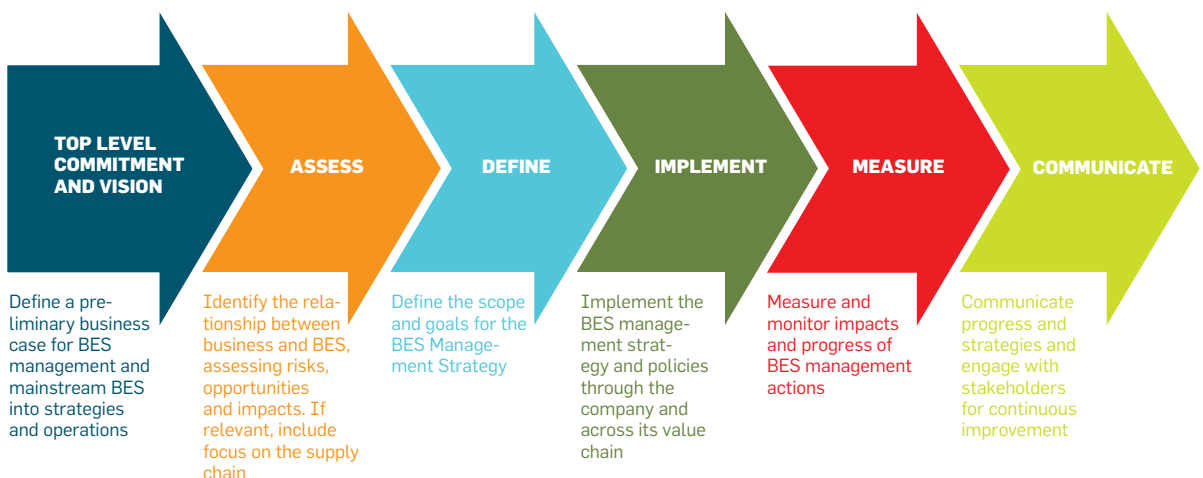 TOP LEVEL
COMMITMENT
AND VISION
ASSESS
DEFINE
IMPLEMENT
MEASURE
COMMUNICATE
Define a pre-
liminary business
case for BES
management and
mainstream BES
into strategies
and operations
Identify the rela-
tionship between
business and BES,
assessing risks,
opportunities
and impacts. If
relevant, include
focus on the supply
chain
Define the scope
and goals for the
BES Manage-
ment Strategy
Implement the
BES manage-
ment strat-
egy and policies
through the
company and
across its value
chain
Measure and
monitor impacts
and progress of
BES management
actions
Communicate
progress and
strategies and
engage with
stakeholders
for continuous
improvement